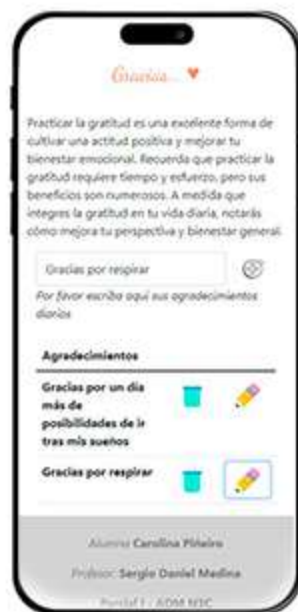 Gracias... ♥
Practicar la gratitud es una excelente forma de
cultivar una actitud positiva y mejorar tu
bienestar emocional. Recuerda que practicar la
gratitud requiere tiempo y esfuerzo, pero sus
beneficios son numerosos. A medida que
integres la gratitud en tu vida diaria, notarás
cómo mejora tu perspectiva y bienestar general.
Gracias por respirar
Por favor escriba aquí sus agradecimientos
diarios
Agradecimientos
Gracias por un día
más de
posibilidades de ir
tras mis sueños
Gracias por respirar
Alumna Carolina Piñeiro
Profesor: Sergio Daniel Medina
Parcial 1 - ADM N3C